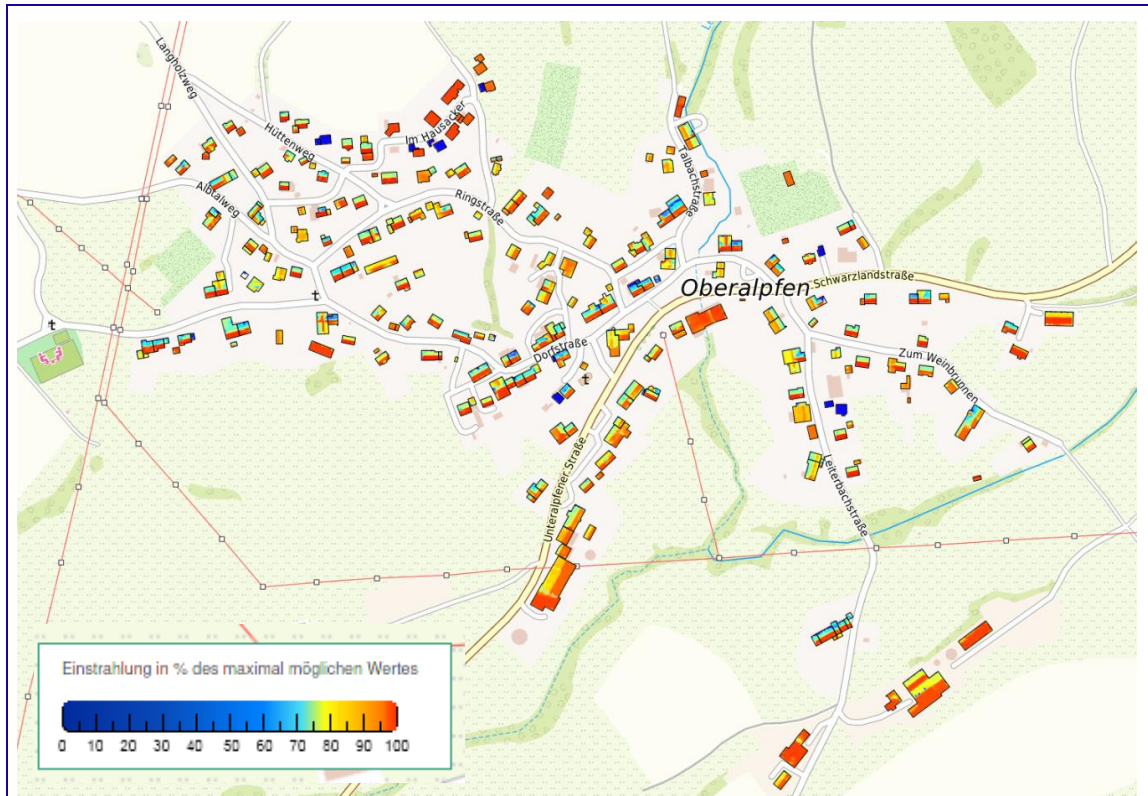 Langholzweg
Hüttenweg
Im Hausacker
Albtalweg
Ringstraße
Talbachstraße
Oberalpfen
Schwarzlandstraße
Dorfstraße
Zum Weinbrunnen
Unteralpfener Straße
Leiterbachstraße
Einstrahlung in % des maximal möglichen Wertes
0 10 20 30 40 50 60 70 80 90 100